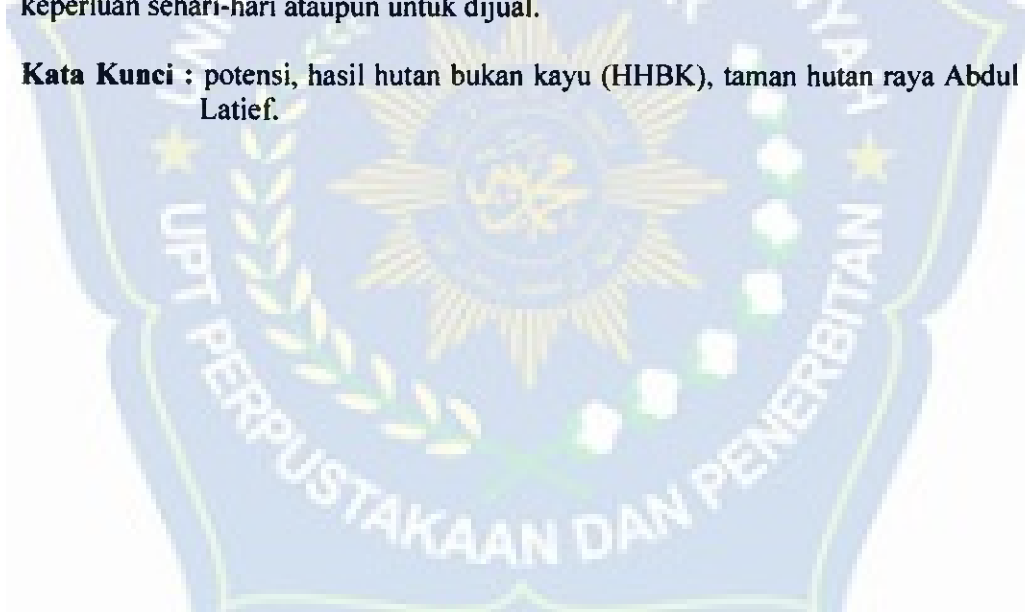 keperluan sehari-hari ataupun untuk dijual.
Kata Kunci : potensi, hasil hutan bukan kayu (HHBK), taman hutan raya Abdul
Latief.
UPT PERPUSTAKAAN DAN PENERBITAN